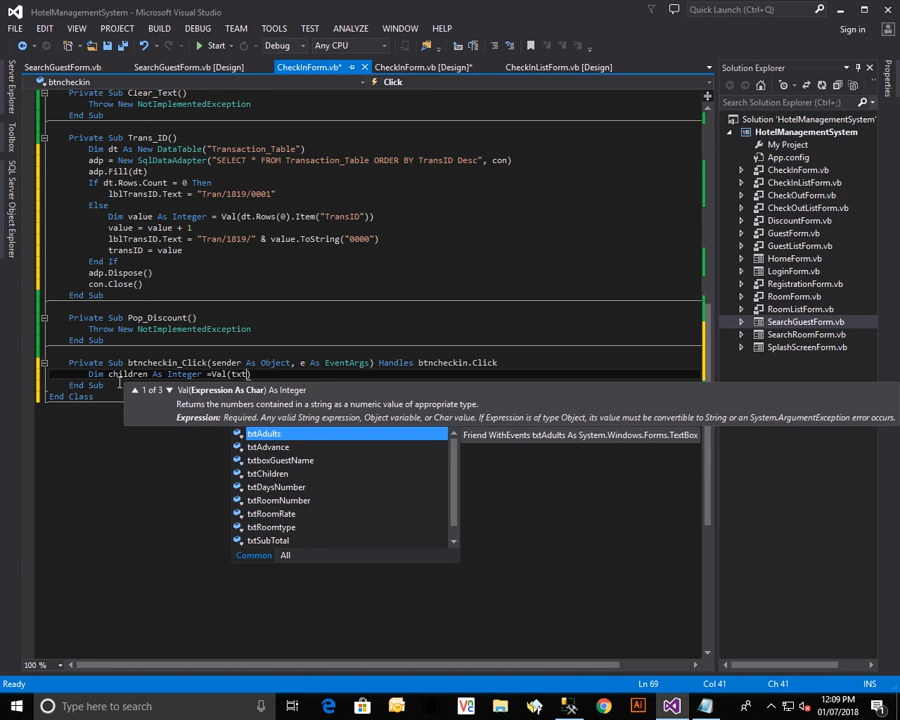 HotelManagementSystem - Microsoft Visual Studio
Quick Launch (Ctrl+Q)
FILE EDIT VIEW PROJECT BUILD DEBUG TEAM TOOLS TEST ANALYZE WINDOW HELP
Sign in
Start Debug Any CPU
SearchGuestForm.vb SearchGuestForm.vb [Design] CheckInForm.vb* CheckInForm.vb [Design]* CheckInListForm.vb [Design]
btncheckin Click
Server Explorer
Toolbox
SQL Server Object Explorer
Private Sub Clear_Text()
Throw New NotImplementedException
End Sub
Private Sub Trans_ID()
Dim dt As New DataTable("Transaction_Table")
adp = New SqlDataAdapter("SELECT * FROM Transaction_Table ORDER BY TransID Desc", con)
adp.Fill(dt)
If dt.Rows.Count = 0 Then
lblTransID.Text = "Tran/1819/0001"
Else
Dim value As Integer = Val(dt.Rows(0).Item("TransID"))
value = value + 1
lblTransID.Text = "Tran/1819/" & value.ToString("0000")
transID = value
End If
adp.Dispose()
con.Close()
End Sub
Private Sub Pop_Discount()
Throw New NotImplementedException
End Sub
Private Sub btncheckin_Click(sender As Object, e As EventArgs) Handles btncheckin.Click
Dim children As Integer =Val(txt)
End Sub
End Class
1 of 3 Val(Expression As Char) As Integer
Returns the numbers contained in a string as a numeric value of appropriate type.
Expression: Required. Any valid String expression, Object variable, or Char value. If Expression is of type Object, its value must be convertible to String or an System.ArgumentException error occurs.
txtAdults
txtAdvance
txtboxGuestName
txtChildren
txtDaysNumber
txtRoomNumber
txtRoomRate
txtRoomtype
txtSubTotal
Common All
Friend WithEvents txtAdults As System.Windows.Forms.TextBox
Solution Explorer
Search Solution Explorer (Ctrl+;)
Solution 'HotelManagementSystem'
HotelManagementSystem
My Project
App.config
CheckInForm.vb
CheckInListForm.vb
CheckOutForm.vb
CheckOutListForm.vb
DiscountForm.vb
GuestForm.vb
GuestListForm.vb
HomeForm.vb
LoginForm.vb
RegistrationForm.vb
RoomForm.vb
RoomListForm.vb
SearchGuestForm.vb
SearchRoomForm.vb
SplashScreenForm.vb
Properties
100 %
Ready Ln 69 Col 41 Ch 41 INS
Type here to search
12:09 PM
01/07/2018